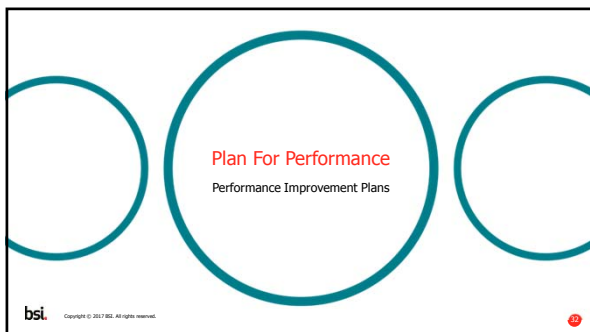 Plan For Performance
Performance Improvement Plans
bsi.
Copyright © 2017 BSI. All rights reserved.
32